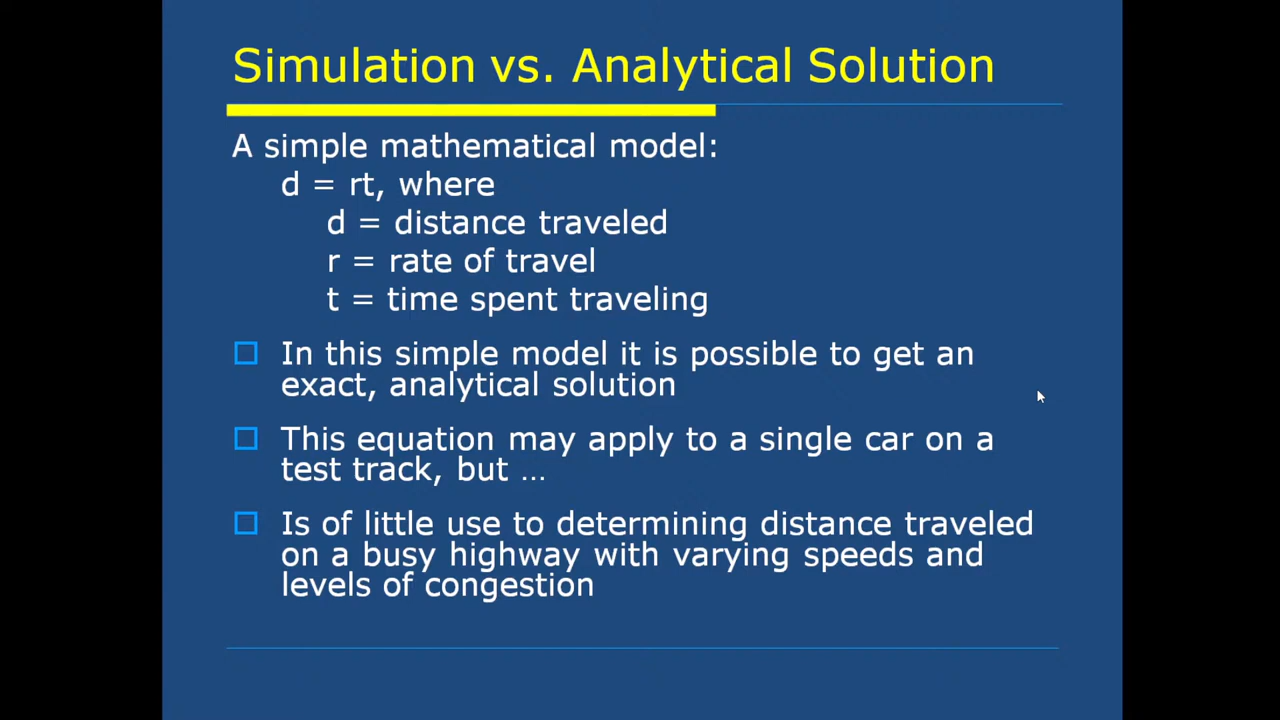 Simulation vs. Analytical Solution
A simple mathematical model:
d = rt, where
d = distance traveled
r = rate of travel
t = time spent traveling
In this simple model it is possible to get an
exact, analytical solution
This equation may apply to a single car on a
test track, but …
Is of little use to determining distance traveled
on a busy highway with varying speeds and
levels of congestion